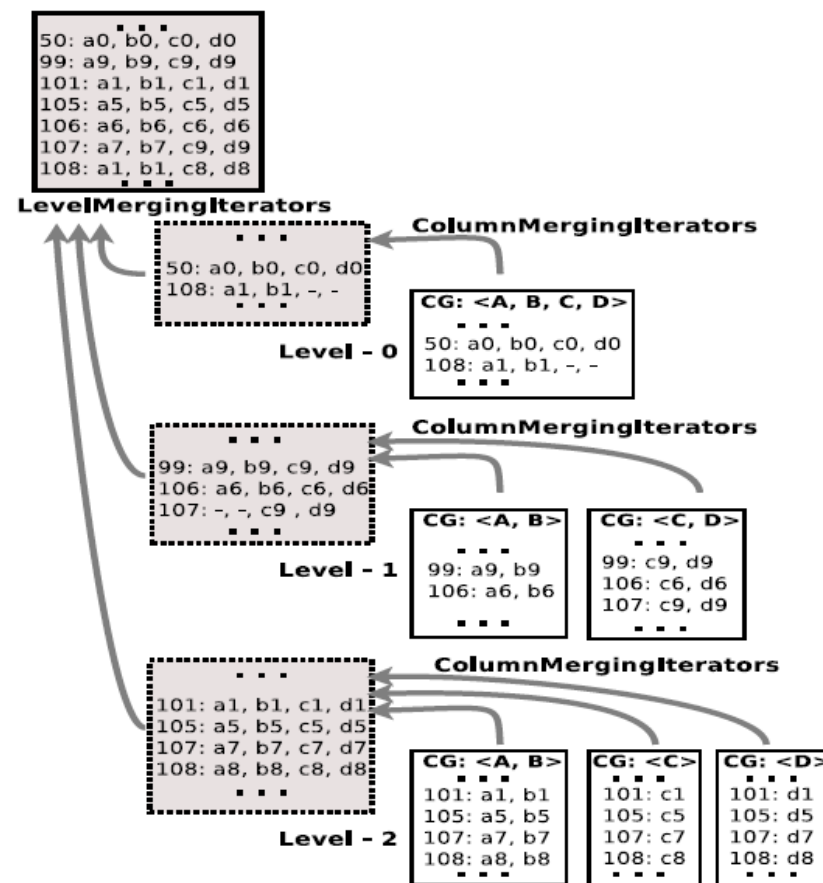 50: a0, b0, c0, d0
99: a9, b9, c9, d9
101: a1, b1, c1, d1
105: a5, b5, c5, d5
106: a6, b6, c6, d6
107: a7, b7, c9, d9
108: a1, b1, c8, d8
LevelMergingIterators
ColumnMergingIterators
50: a0, b0, c0, d0
108: a1, b1, -, -
Level - 0
CG: <A, B, C, D>
50: a0, b0, c0, d0
108: a1, b1, -, -
ColumnMergingIterators
99: a9, b9, c9, d9
106: a6, b6, c6, d6
107: -, -, c9 , d9
Level - 1
CG: <A, B>
99: a9, b9
106: a6, b6
CG: <C, D>
99: c9, d9
106: c6, d6
107: c9, d9
ColumnMergingIterators
101: a1, b1, c1, d1
105: a5, b5, c5, d5
107: a7, b7, c7, d7
108: a8, b8, c8, d8
Level - 2
CG: <A, B>
101: a1, b1
105: a5, b5
107: a7, b7
108: a8, b8
CG: <C>
101: c1
105: c5
107: c7
108: c8
CG: <D>
101: d1
105: d5
107: d7
108: d8